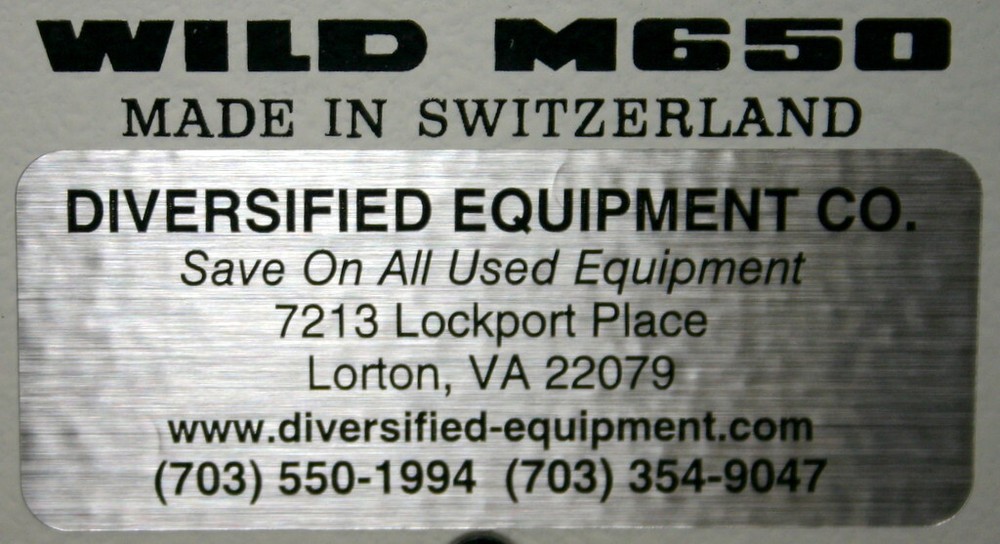 WILD M650
MADE IN SWITZERLAND
DIVERSIFIED EQUIPMENT CO.
Save On All Used Equipment
7213 Lockport Place
Lorton, VA 22079
www.diversified-equipment.com
(703) 550-1994 (703) 354-9047